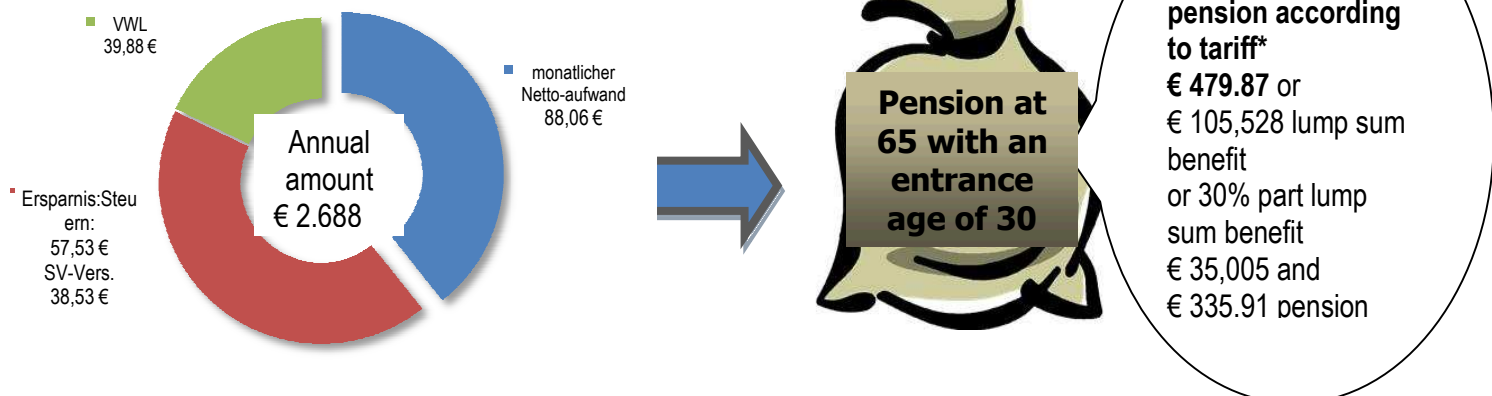 VWL
39,88 €
monatlicher
Netto-aufwand
88,06 €
Ersparnis:Steu
ern:
57,53 €
SV-Vers.
38,53 €
Annual
amount
€ 2.688
Pension at
65 with an
entrance
age of 30
pension according
to tariff*
€ 479.87 or
€ 105,528 lump sum
benefit
or 30% part lump
sum benefit
€ 35,005 and
€ 335.91 pension